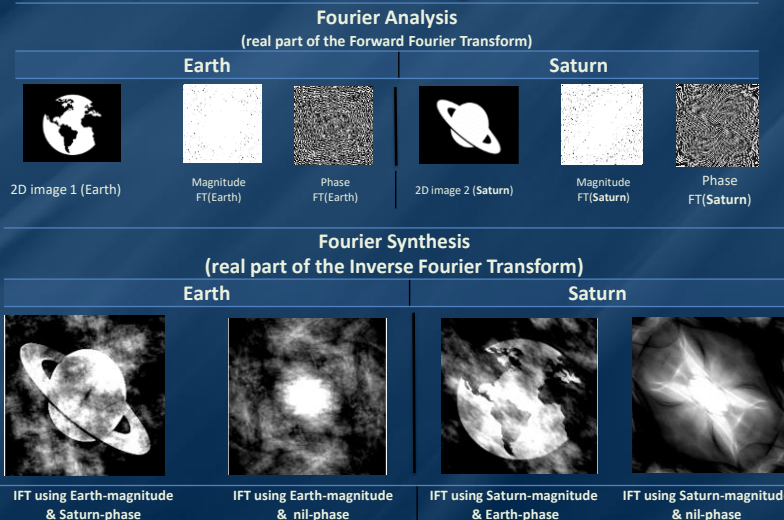 Fourier Analysis
(real part of the Forward Fourier Transform)
Earth
Saturn
2D image 1 (Earth)
Magnitude
FT(Earth)
Phase
FT(Earth)
2D image 2 (Saturn)
Magnitude
FT(Saturn)
Phase
FT(Saturn)
Fourier Synthesis
(real part of the Inverse Fourier Transform)
Earth
Saturn
IFT using Earth-magnitude
& Saturn-phase
IFT using Earth-magnitude
& nil-phase
IFT using Saturn-magnitude
& Earth-phase
IFT using Saturn-magnitud
& nil-phase